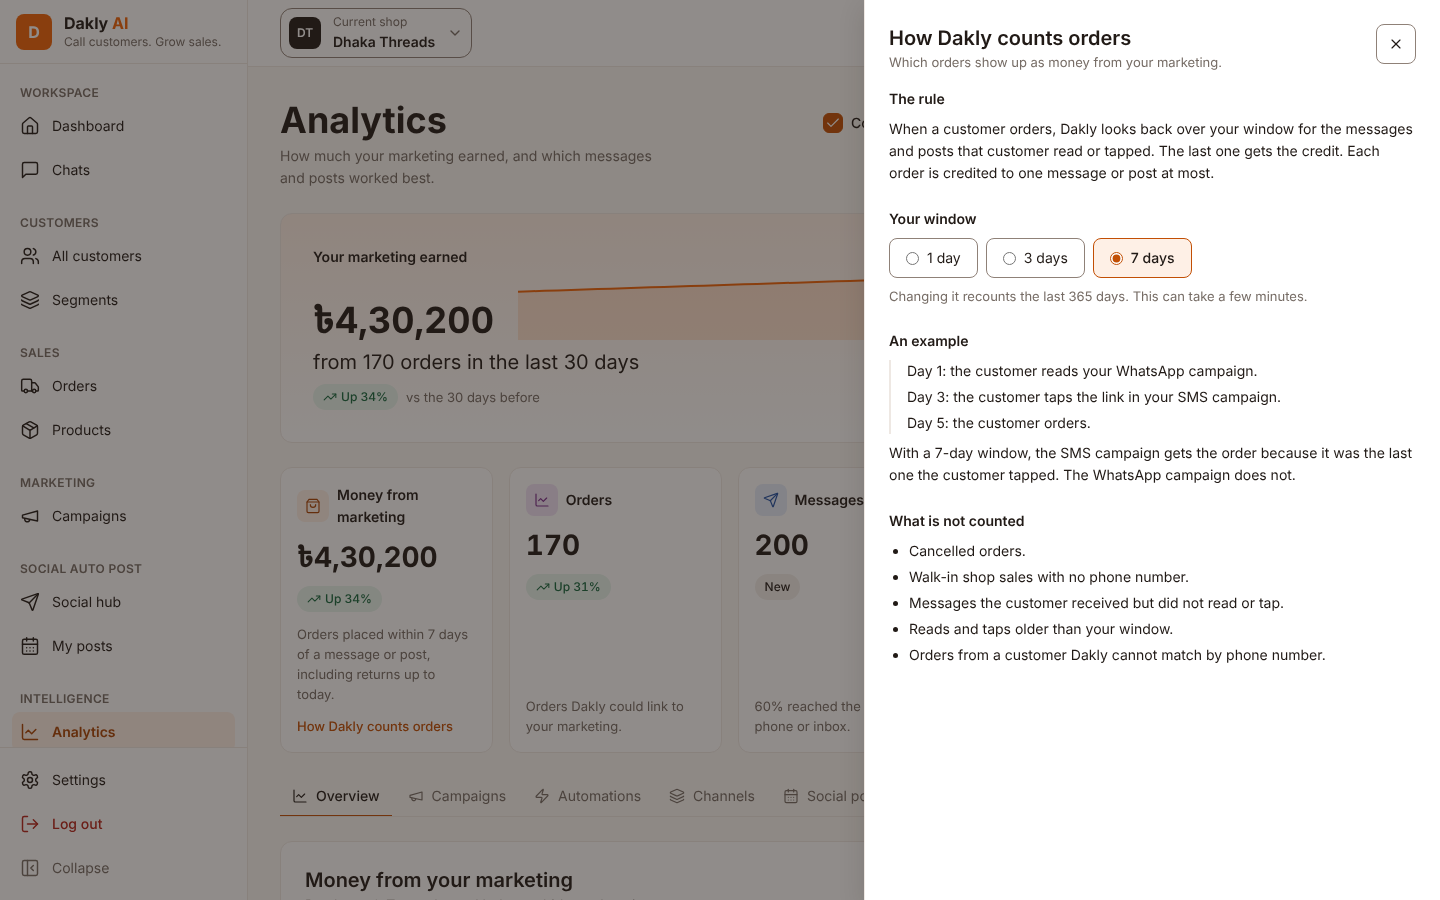 D
Dakly AI
Call customers. Grow sales.
WORKSPACE
Dashboard
Chats
CUSTOMERS
All customers
Segments
SALES
Orders
Products
MARKETING
Campaigns
SOCIAL AUTO POST
Social hub
My posts
INTELLIGENCE
Analytics
Settings
Log out
Collapse
DT
Current shop
Dhaka Threads
Analytics
How much your marketing earned, and which messages
and posts worked best.
Your marketing earned
৳4,30,200
from 170 orders in the last 30 days
Up 34%
vs the 30 days before
Money from
marketing
৳4,30,200
Up 34%
Orders placed within 7 days
of a message or post,
including returns up to
today.
How Dakly counts orders
Orders
170
Up 31%
Orders Dakly could link to
your marketing.
Messages
200
New
60% reached the
phone or inbox.
Overview
Campaigns
Automations
Channels
Social po
Money from your marketing
How Dakly counts orders
Which orders show up as money from your marketing.
The rule
When a customer orders, Dakly looks back over your window for the messages
and posts that customer read or tapped. The last one gets the credit. Each
order is credited to one message or post at most.
Your window
1 day
3 days
7 days
Changing it recounts the last 365 days. This can take a few minutes.
An example
Day 1: the customer reads your WhatsApp campaign.
Day 3: the customer taps the link in your SMS campaign.
Day 5: the customer orders.
With a 7-day window, the SMS campaign gets the order because it was the last
one the customer tapped. The WhatsApp campaign does not.
What is not counted
• Cancelled orders.
• Walk-in shop sales with no phone number.
• Messages the customer received but did not read or tap.
• Reads and taps older than your window.
• Orders from a customer Dakly cannot match by phone number.